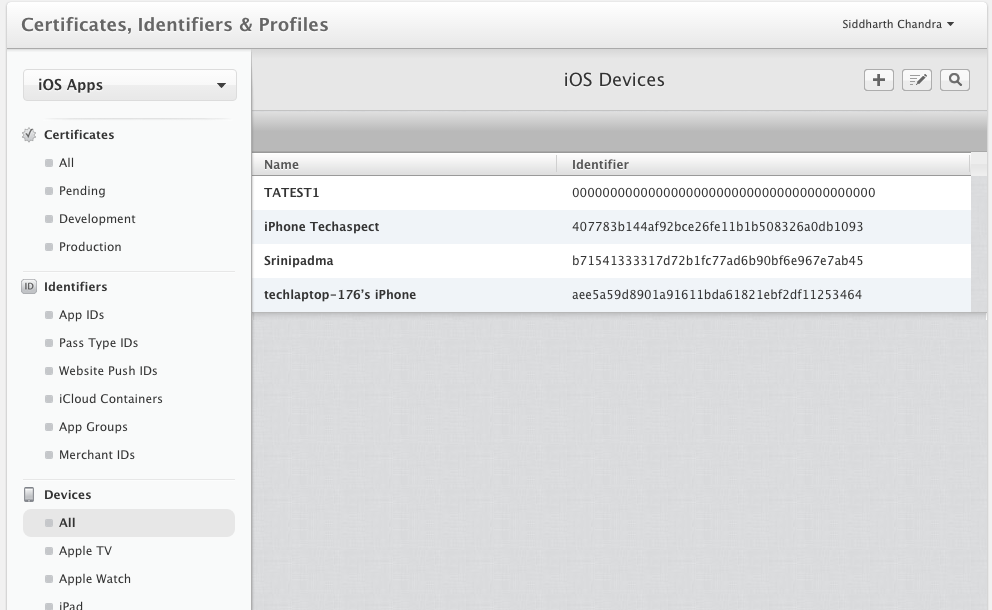 Certificates, Identifiers & Profiles
Siddharth Chandra
iOS Apps
iOS Devices
Certificates
All
Pending
Development
Production
Identifiers
App IDs
Pass Type IDs
Website Push IDs
iCloud Containers
App Groups
Merchant IDs
Devices
All
Apple TV
Apple Watch
iPad
Name Identifier
TATEST1 0000000000000000000000000000000000000000
iPhone Techaspect 407783b144af92bce26fe11b1b508326a0db1093
Srinipadma b71541333317d72b1fc77ad6b90bf6e967e7ab45
techlaptop-176's iPhone aee5a59d8901a91611bda61821ebf2df11253464
ID